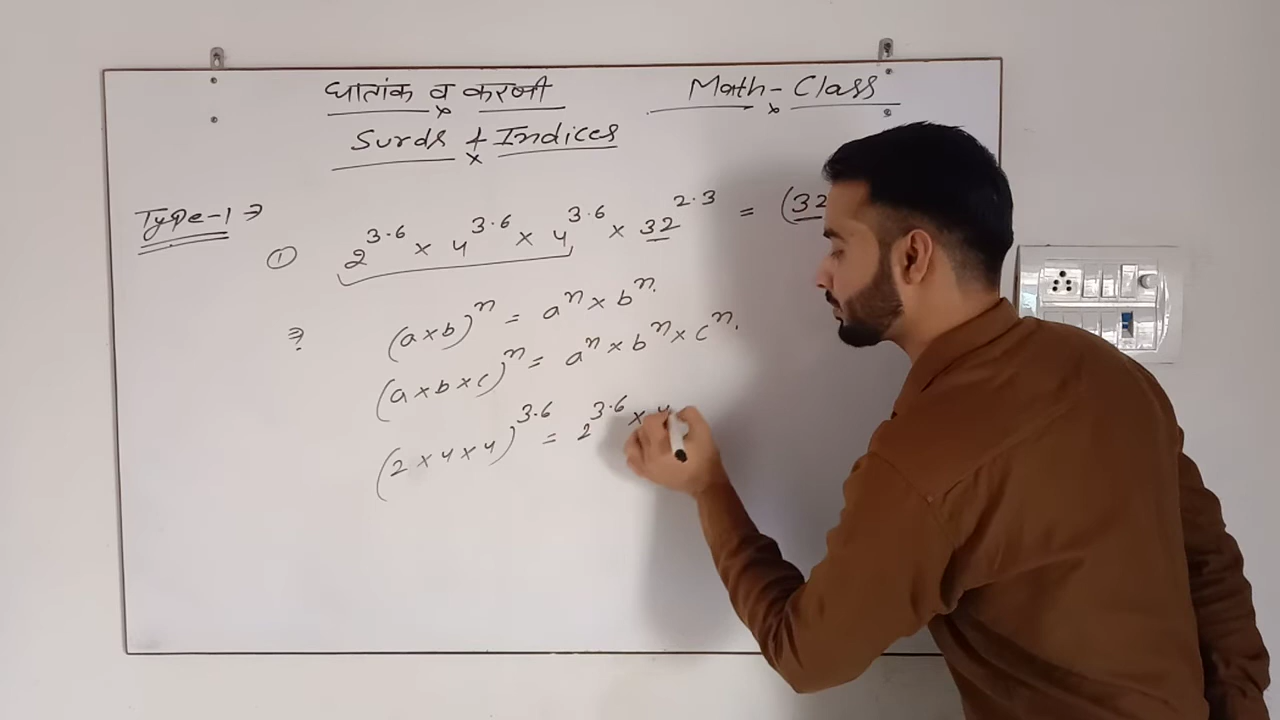 घातांक व करणी Math-Class
Surds & Indices
Type-1 ⇒
① 2^3.6 × 4^3.6 × 4^3.6 × 32^2.3 = (32
⇒ (a×b)^n = a^n × b^n.
(a×b×c)^n = a^n × b^n × c^n.
(2×4×4)^3.6 = 2^3.6 × 4